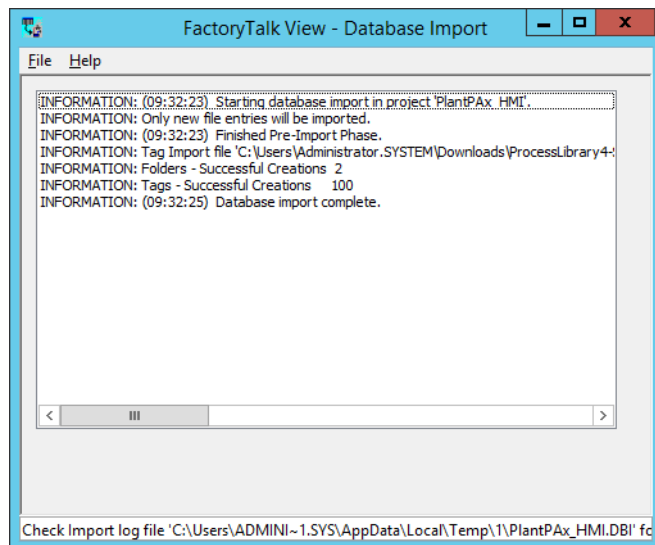 FactoryTalk View - Database Import
File Help
INFORMATION: (09:32:23) Starting database import in project 'PlantPAx_HMI'.
INFORMATION: Only new file entries will be imported.
INFORMATION: (09:32:23) Finished Pre-Import Phase.
INFORMATION: Tag Import file 'C:\Users\Administrator.SYSTEM\Downloads\ProcessLibrary4-
INFORMATION: Folders - Successful Creations 2
INFORMATION: Tags - Successful Creations 100
INFORMATION: (09:32:25) Database import complete.
Check Import log file 'C:\Users\ADMINI~1.SYS\AppData\Local\Temp\1\PlantPAx_HMI.DBI' fo